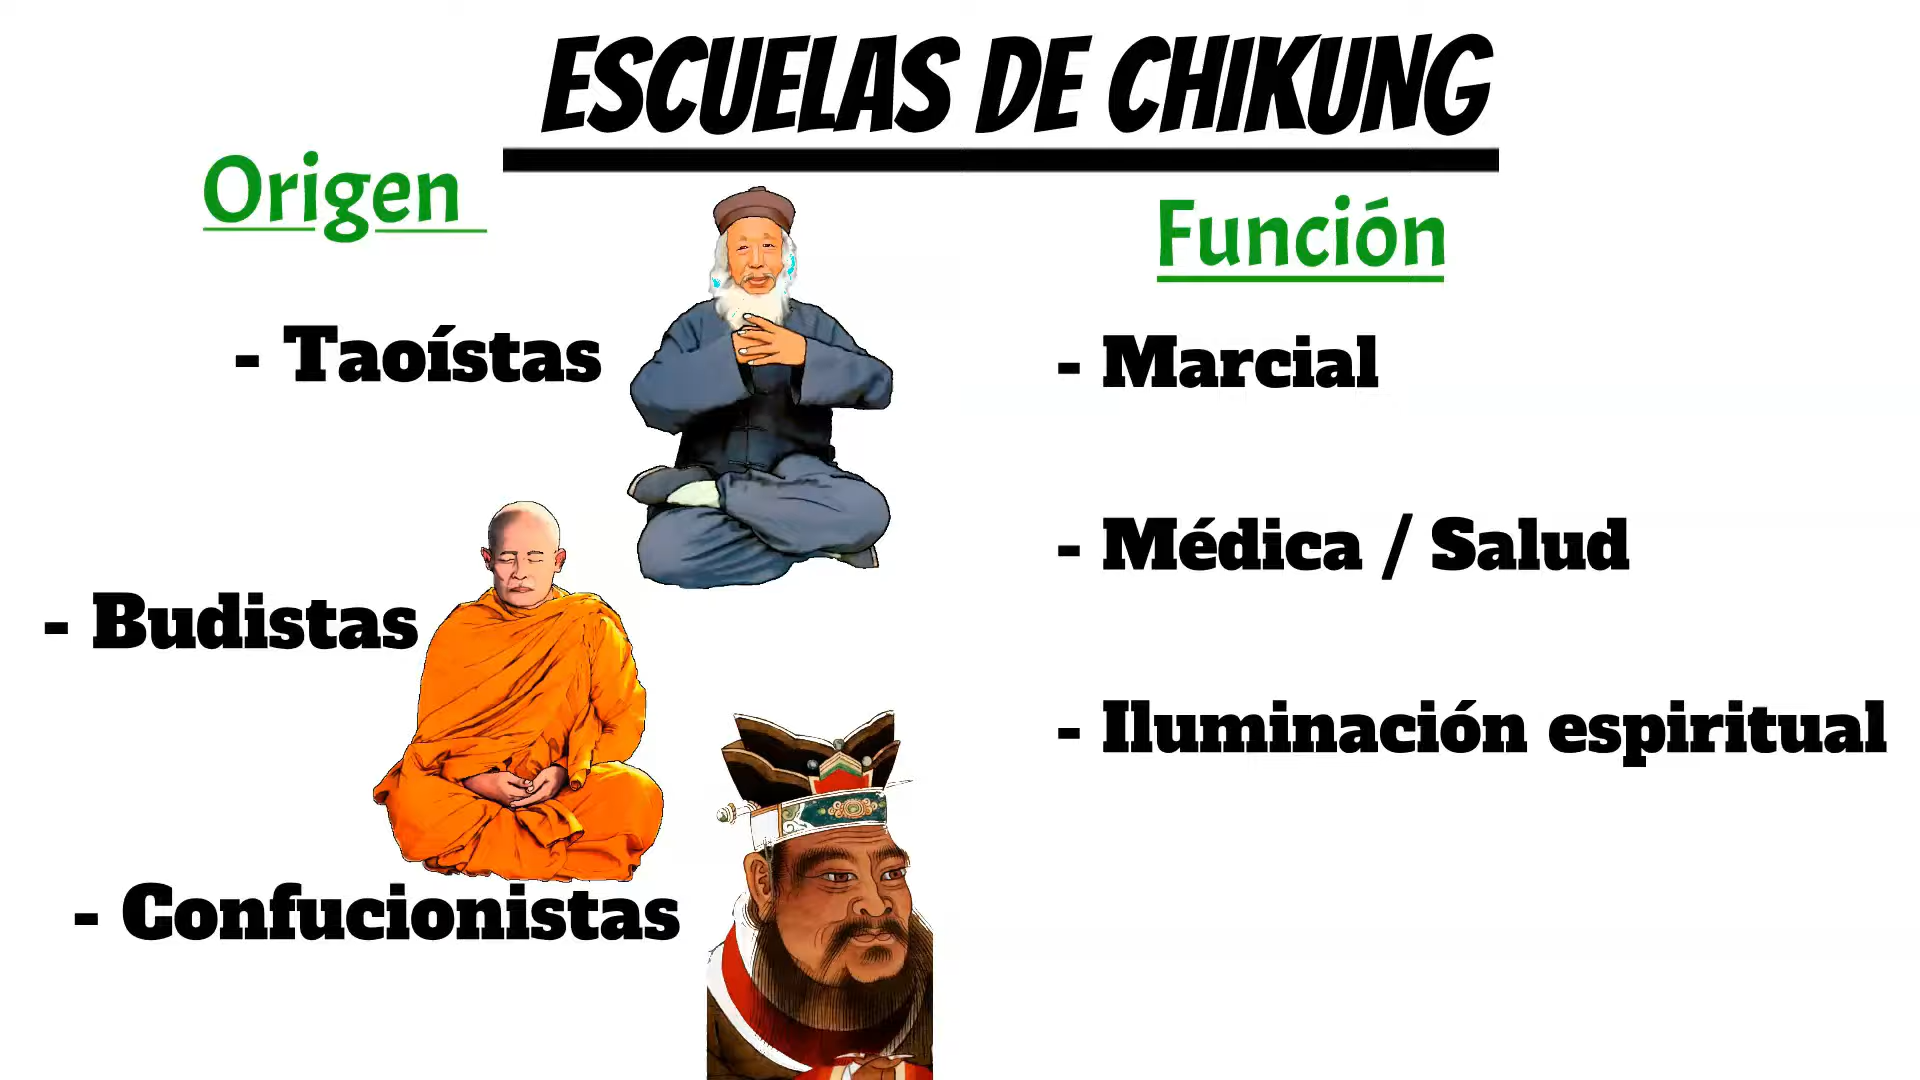 ESCUELAS DE CHIKUNG
Origen
- Taoístas
- Budistas
- Confucionistas
Función
- Marcial
- Médica / Salud
- Iluminación espiritual